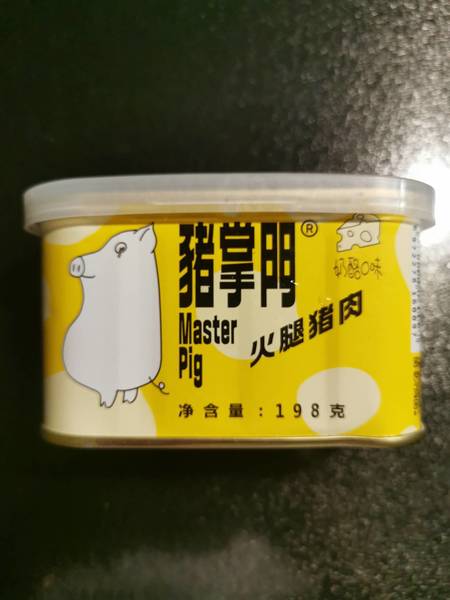 豬掌門®
Master
Pig
火腿猪肉
奶酪口味
净含量：198克